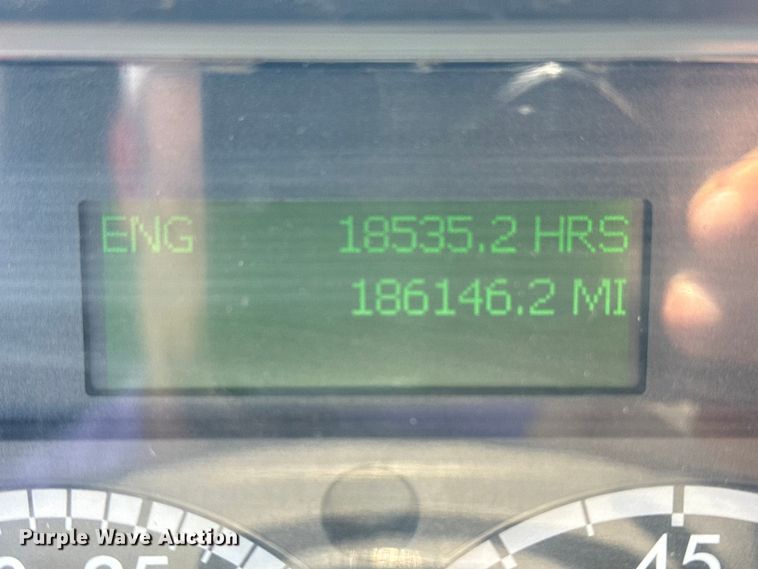 ENG 18535.2 HRS
186146.2 MI
45
Purple Wave Auction